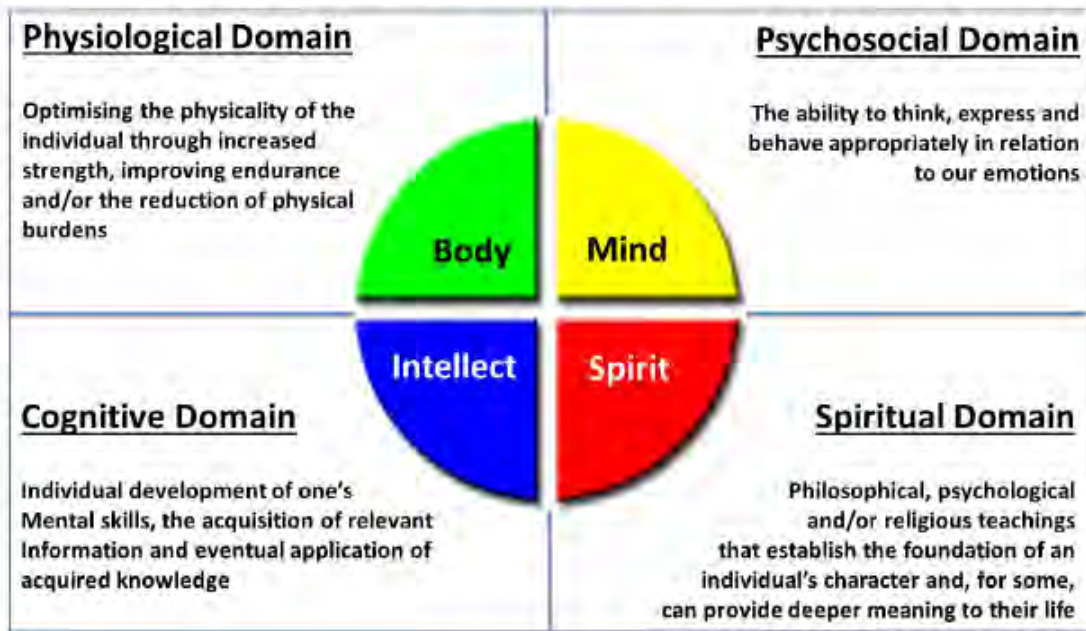 Physiological Domain
Optimising the physicality of the
individual through increased
strength, improving endurance
and/or the reduction of physical
burdens
Psychosocial Domain
The ability to think, express and
behave appropriately in relation
to our emotions
Body
Mind
Intellect
Spirit
Cognitive Domain
Individual development of one's
Mental skills, the acquisition of relevant
Information and eventual application of
acquired knowledge
Spiritual Domain
Philosophical, psychological
and/or religious teachings
that establish the foundation of an
individual's character and, for some,
can provide deeper meaning to their life